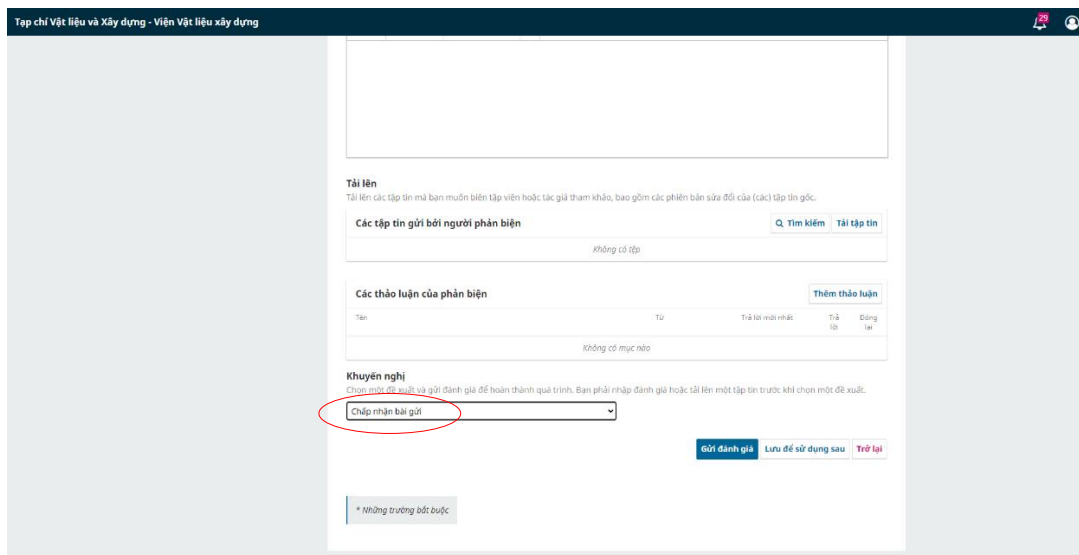 Tạp chí Vật liệu và Xây dựng - Viện Vật liệu xây dựng
29
Tải lên
Tải lên các tập tin mà bạn muốn biên tập viên hoặc tác giả tham khảo, bao gồm các phiên bản sửa đổi của (các) tập tin gốc.
Các tập tin gửi bởi người phản biện
Tìm kiếm Tải tập tin
Không có tệp
Các thảo luận của phản biện
Thêm thảo luận
Tên Từ Trả lời mới nhất Trả lời Đóng lại
Không có mục nào
Khuyến nghị
Chọn một đề xuất và gửi đánh giá để hoàn thành quá trình. Bạn phải nhập đánh giá hoặc tải lên một tập tin trước khi chọn một đề xuất.
Chấp nhận bài gửi
Gửi đánh giá Lưu để sử dụng sau Trở lại
* Những trường bắt buộc